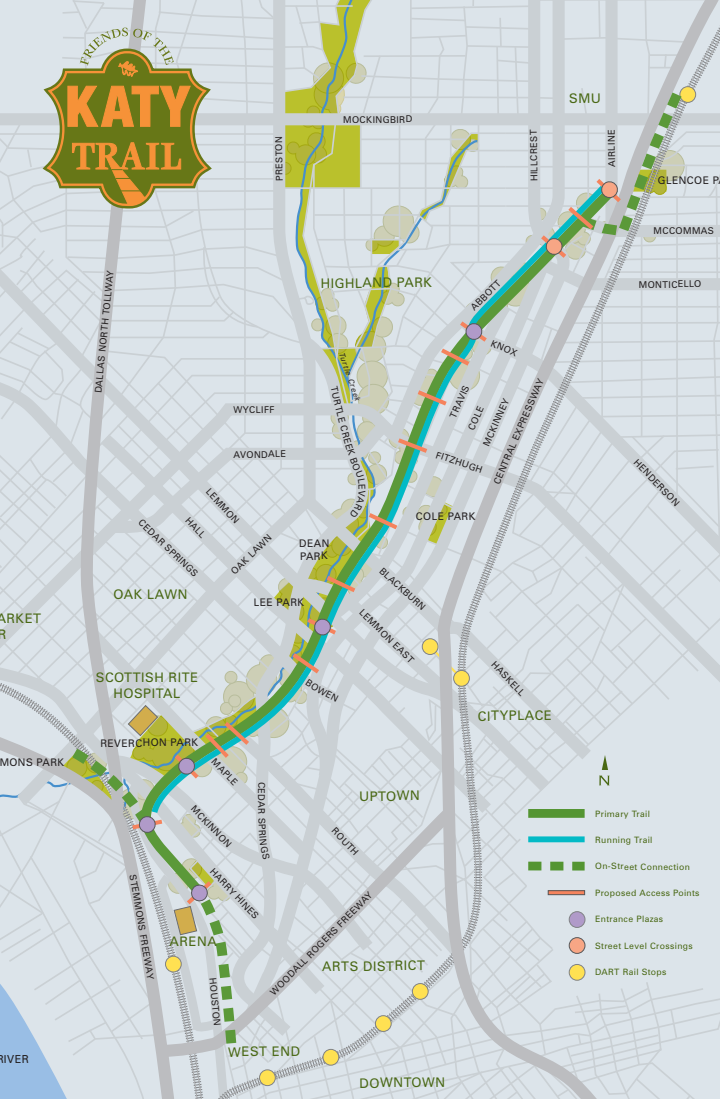 FRIENDS OF THE
KATY
TRAIL
SMU
MOCKINGBIRD
PRESTON
HILLCREST
AIRLINE
GLENCOE PA
MCCOMMAS
MONTICELLO
HIGHLAND PARK
ABBOTT
DALLAS NORTH TOLLWAY
KNOX
Turtle Creek
TURTLE CREEK BOULEVARD
TRAVIS
COLE
MCKINNEY
CENTRAL EXPRESSWAY
WYCLIFF
AVONDALE
FITZHUGH
HENDERSON
LEMMON
HALL
CEDAR SPRINGS
OAK LAWN
COLE PARK
DEAN
PARK
OAK LAWN
LEE PARK
BLACKBURN
LEMMON EAST
ARKET
R
HASKELL
SCOTTISH RITE
HOSPITAL
BOWEN
CITYPLACE
REVERCHON PARK
MONS PARK
MAPLE
CEDAR SPRINGS
UPTOWN
N
MCKINNON
ROUTH
STEMMONS FREEWAY
HARRY HINES
WOODALL ROGERS FREEWAY
ARENA
ARTS DISTRICT
HOUSTON
WEST END
DOWNTOWN
RIVER
Primary Trail
Running Trail
On-Street Connection
Proposed Access Points
Entrance Plazas
Street Level Crossings
DART Rail Stops